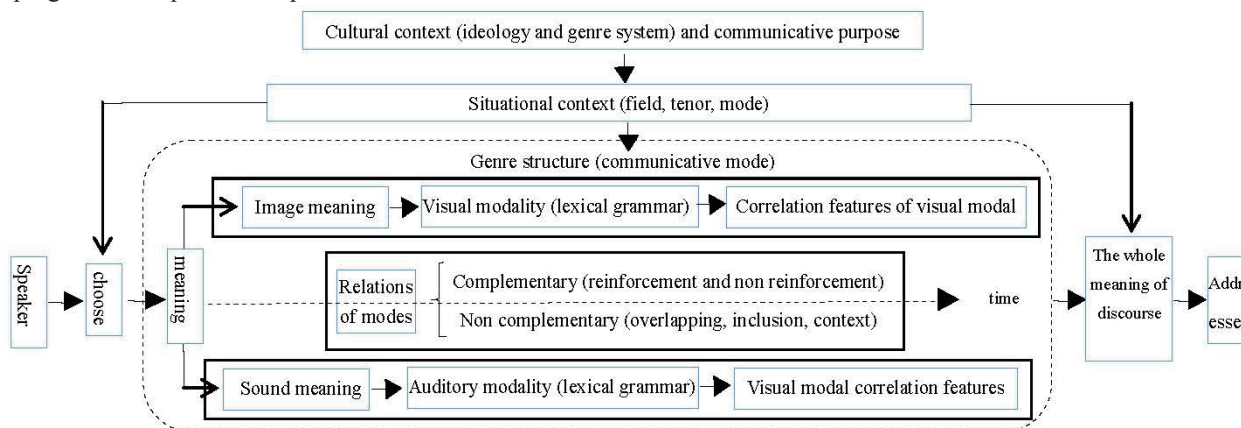 Cultural context (ideology and genre system) and communicative purpose
Situational context (field, tenor, mode)
Genre structure (communicative mode)
Image meaning
Visual modality (lexical grammar)
Correlation features of visual modal
Speaker
choose
meaning
Relations
of modes
Complementary (reinforcement and non reinforcement)
Non complementary (overlapping, inclusion, context)
time
The whole
meaning of
discourse
Addr
essee
Sound meaning
Auditory modality (lexical grammar)
Visual modal correlation features